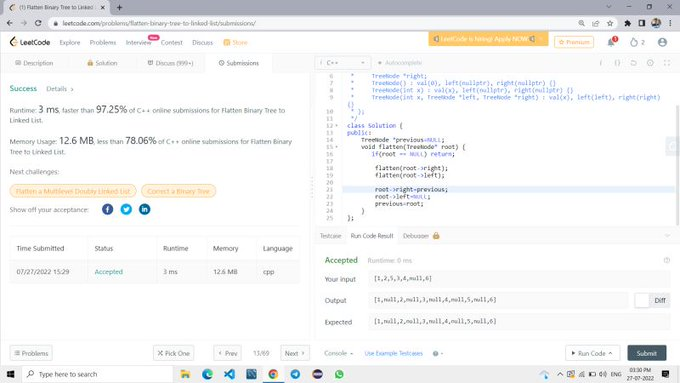 (1) Flatten Binary Tree to Linked L
leetcode.com/problems/flatten-binary-tree-to-linked-list/submissions/
LeetCode
Explore
Problems
Interview
Contest
Discuss
Store
LeetCode is hiring! Apply NOW.
Premium
2
Description
Solution
Discuss (999+)
Submissions
C++
Autocomplete
Success
Details >
Runtime: 3 ms, faster than 97.25% of C++ online submissions for Flatten Binary Tree to
Linked List.
Memory Usage: 12.6 MB, less than 78.06% of C++ online submissions for Flatten Binary
Tree to Linked List.
Next challenges:
Flatten a Multilevel Doubly Linked List
Correct a Binary Tree
Show off your acceptance:
Time Submitted
Status
Runtime
Memory
Language
07/27/2022 15:29
Accepted
3 ms
12.6 MB
cpp
6 * TreeNode *right;
7 * TreeNode() : val(0), left(nullptr), right(nullptr) {}
8 * TreeNode(int x) : val(x), left(nullptr), right(nullptr) {}
9 * TreeNode(int x, TreeNode *left, TreeNode *right) : val(x), left(left), right(right)
{}
10 * };
11 */
12 class Solution {
13 public:
14 TreeNode *previous=NULL;
15 void flatten(TreeNode* root) {
16 if(root == NULL) return;
17
18 flatten(root->right);
19 flatten(root->left);
20
21 root->right=previous;
22 root->left=NULL;
23 previous=root;
24 }
25 };
Testcase
Run Code Result
Debugger
Accepted
Runtime: 0 ms
Your input
[1,2,5,3,4,null,6]
Output
[1,null,2,null,3,null,4,null,5,null,6]
Diff
Expected
[1,null,2,null,3,null,4,null,5,null,6]
Problems
Pick One
< Prev
13/69
Next >
Console
Use Example Testcases
Run Code
Submit
Type here to search
ENG
03:30 PM
27-07-2022